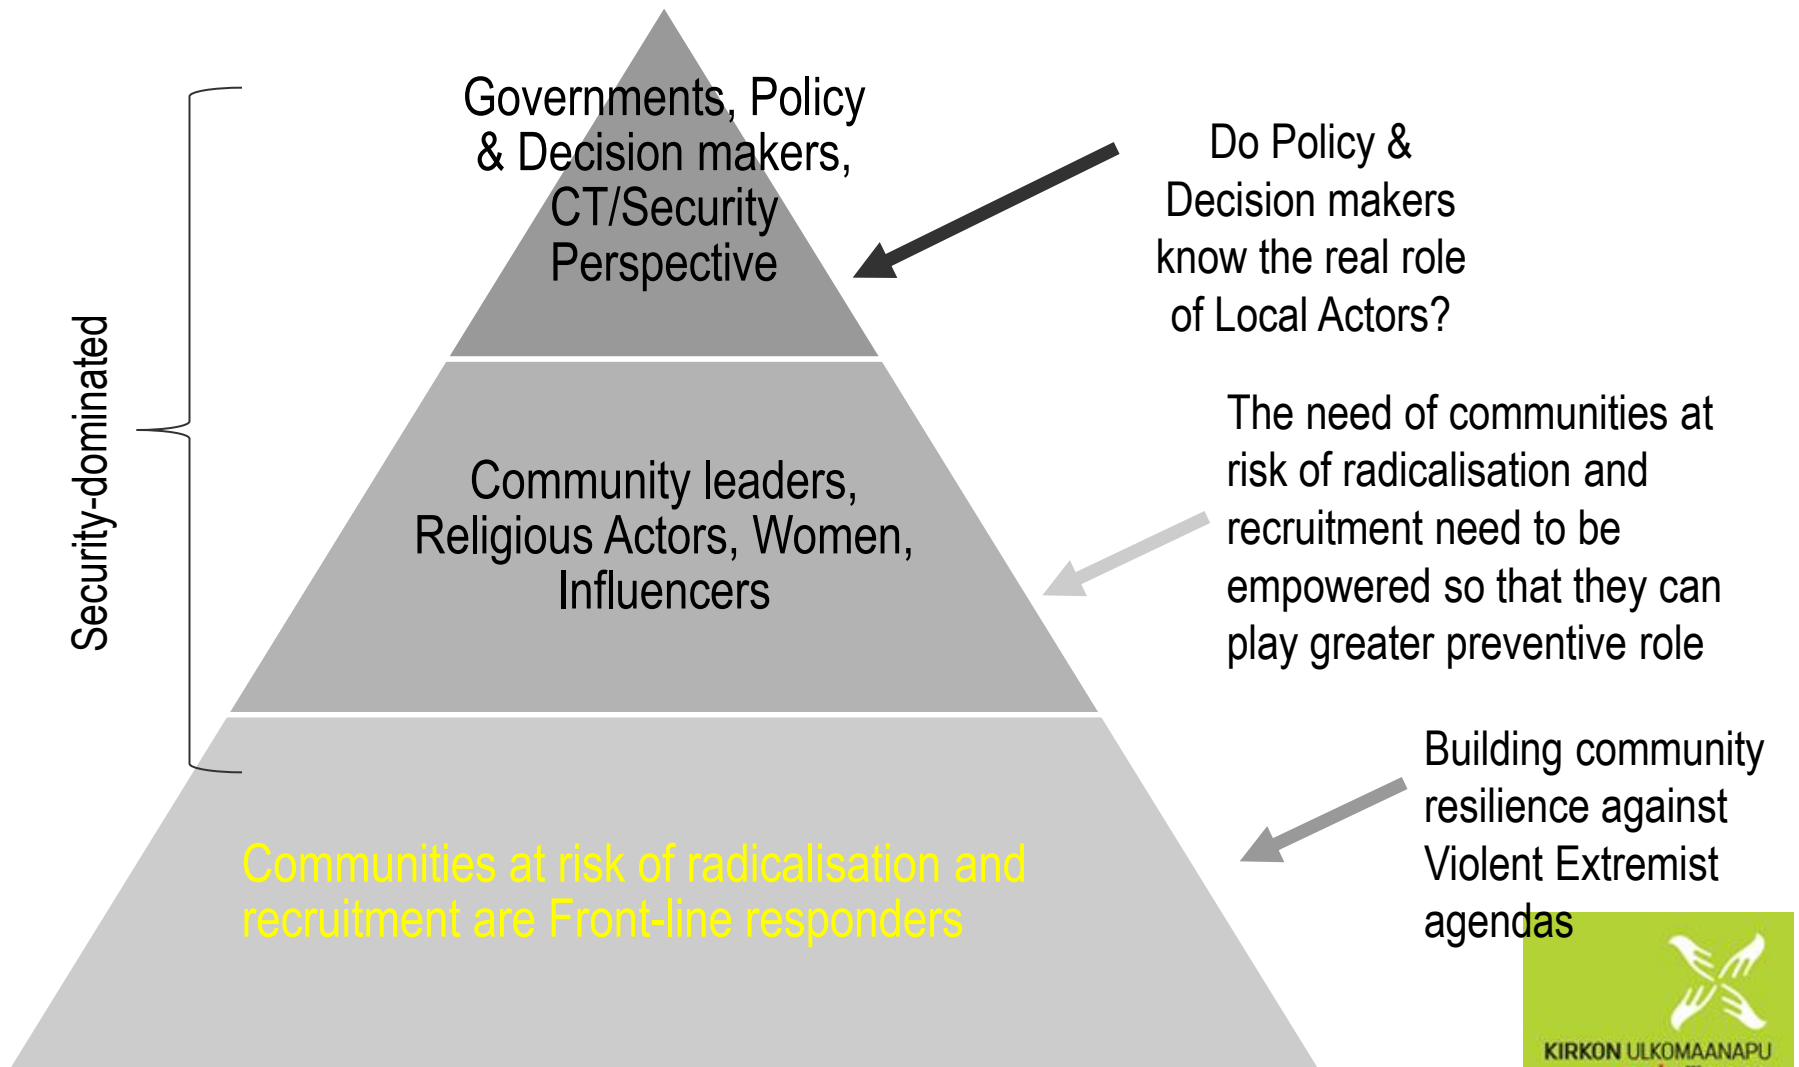 Governments, Policy
& Decision makers,
CT/Security
Perspective
Do Policy &
Decision makers
know the real role
of Local Actors?
Security-dominated
Community leaders,
Religious Actors, Women,
Influencers
The need of communities at
risk of radicalisation and
recruitment need to be
empowered so that they can
play greater preventive role
Communities at risk of radicalisation and
recruitment are Front-line responders
Building community
resilience against
Violent Extremist
agendas
KIRKON ULKOMAANAPU